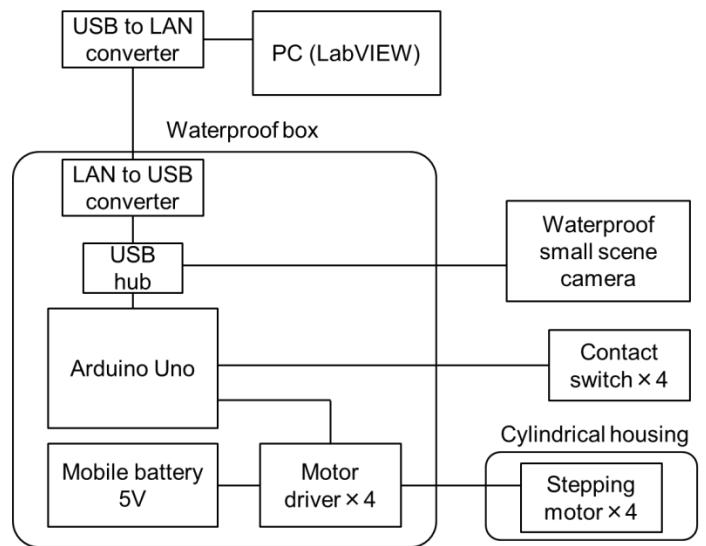 USB to LAN
converter
PC (LabVIEW)
Waterproof box
LAN to USB
converter
USB
hub
Waterproof
small scene
camera
Arduino Uno
Contact
switch × 4
Cylindrical housing
Mobile battery
5V
Motor
driver × 4
Stepping
motor × 4